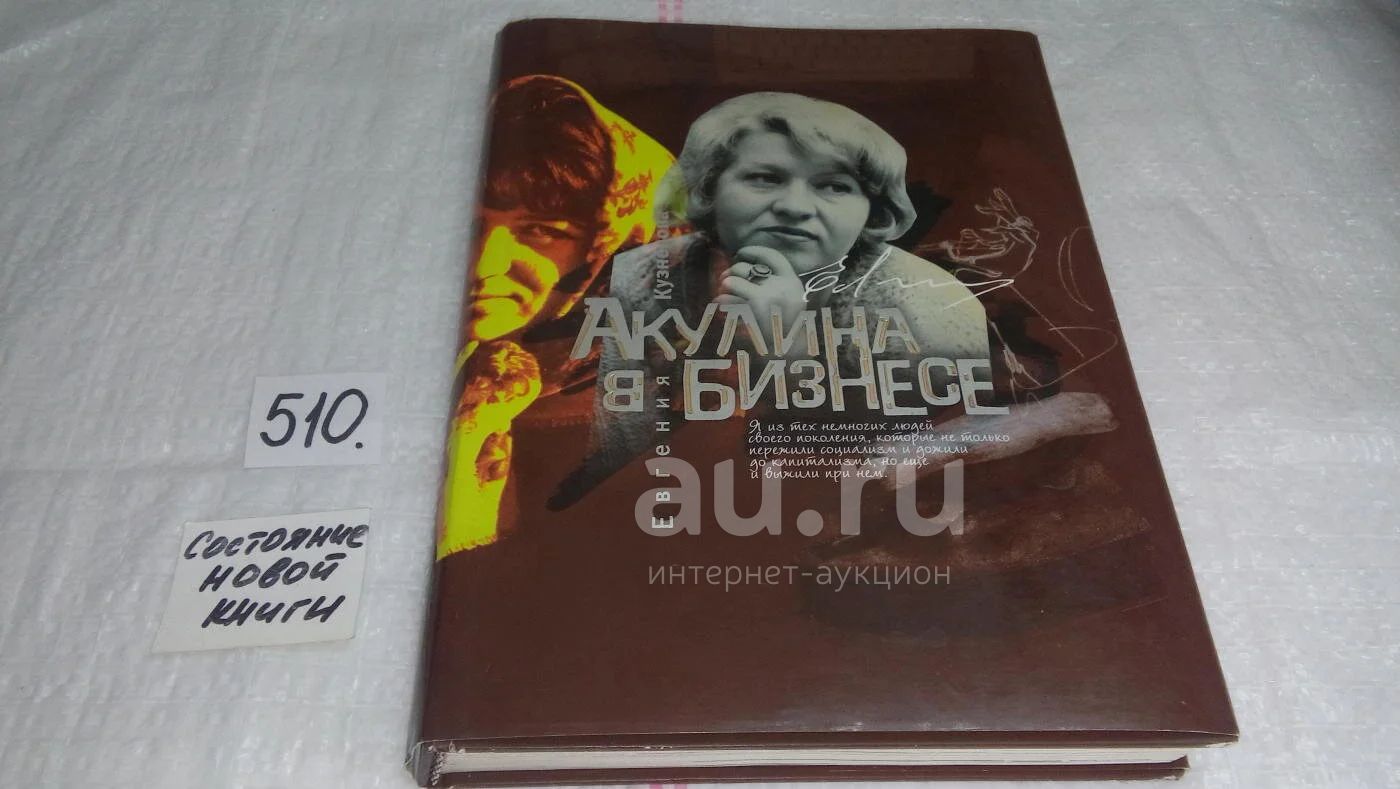 510.
Состояние
новой
книги
Евгения Кузнецова
Акулина
в бизнесе
Я из тех немногих людей
своего поколения, которые не только
пережили социализм и дожили
до капитализма, но еще
и выжили при нем.
au.ru
интернет-аукцион